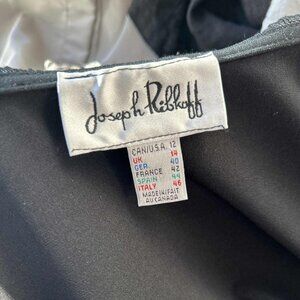 Joseph Ribkoff
CAN/U.S.A. 12
UK 14
GER. 40
FRANCE 42
SPAIN 44
ITALY 46
MADE IN/FAIT
AU CANADA